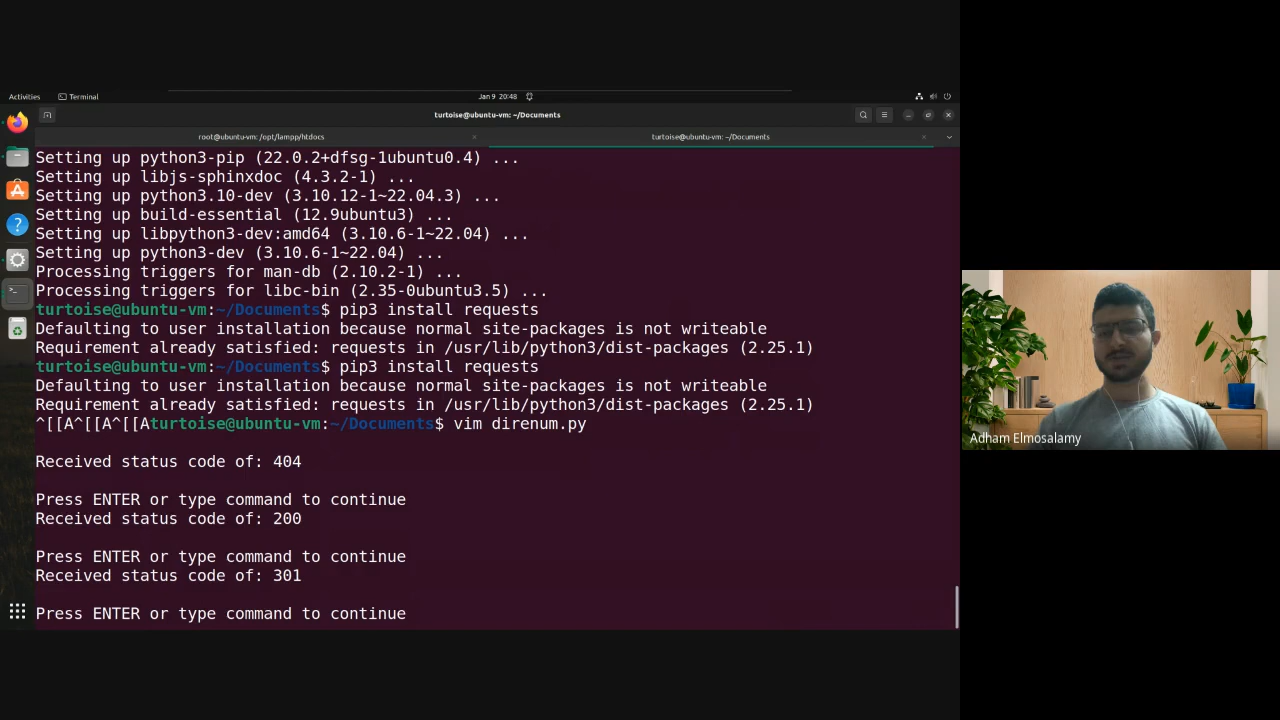 Activities
Terminal
Jan 9 20:48
turtoise@ubuntu-vm: ~/Documents
root@ubuntu-vm: /opt/lampp/htdocs
turtoise@ubuntu-vm: ~/Documents
Setting up python3-pip (22.0.2+dfsg-1ubuntu0.4) ...
Setting up libjs-sphinxdoc (4.3.2-1) ...
Setting up python3.10-dev (3.10.12-1~22.04.3) ...
Setting up build-essential (12.9ubuntu3) ...
Setting up libpython3-dev:amd64 (3.10.6-1~22.04) ...
Setting up python3-dev (3.10.6-1~22.04) ...
Processing triggers for man-db (2.10.2-1) ...
Processing triggers for libc-bin (2.35-0ubuntu3.5) ...
turtoise@ubuntu-vm:~/Documents$ pip3 install requests
Defaulting to user installation because normal site-packages is not writeable
Requirement already satisfied: requests in /usr/lib/python3/dist-packages (2.25.1)
turtoise@ubuntu-vm:~/Documents$ pip3 install requests
Defaulting to user installation because normal site-packages is not writeable
Requirement already satisfied: requests in /usr/lib/python3/dist-packages (2.25.1)
^[[A^[[A^[[Aturtoise@ubuntu-vm:~/Documents$ vim direnum.py
Received status code of: 404
Press ENTER or type command to continue
Received status code of: 200
Press ENTER or type command to continue
Received status code of: 301
Press ENTER or type command to continue
Adham Elmosalamy